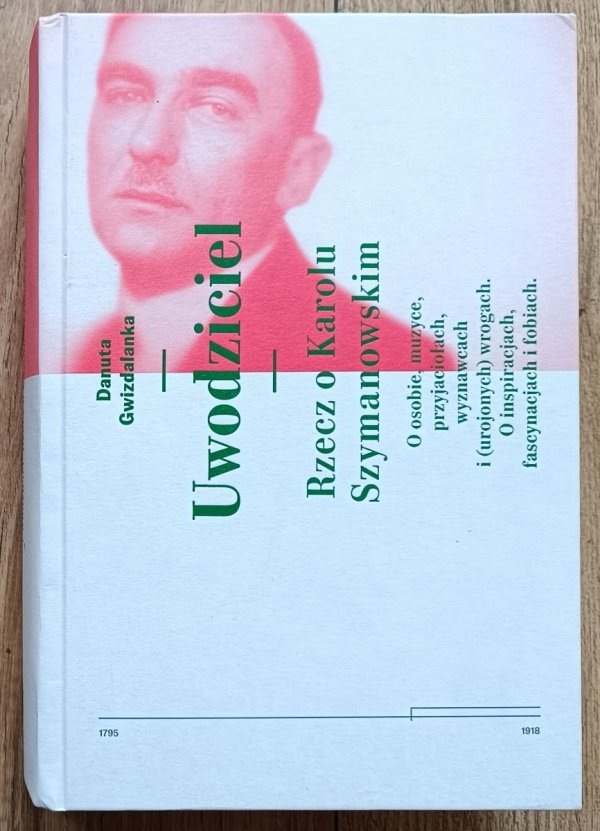 Danuta
Gwizdalanka
Uwodziciel
Rzecz o Karolu
Szymanowskim
O osobie, muzyce,
przyjaciołach,
wyznawcach
i (urojonych) wrogach.
O inspiracjach,
fascynacjach i fobiach.
1795
1918